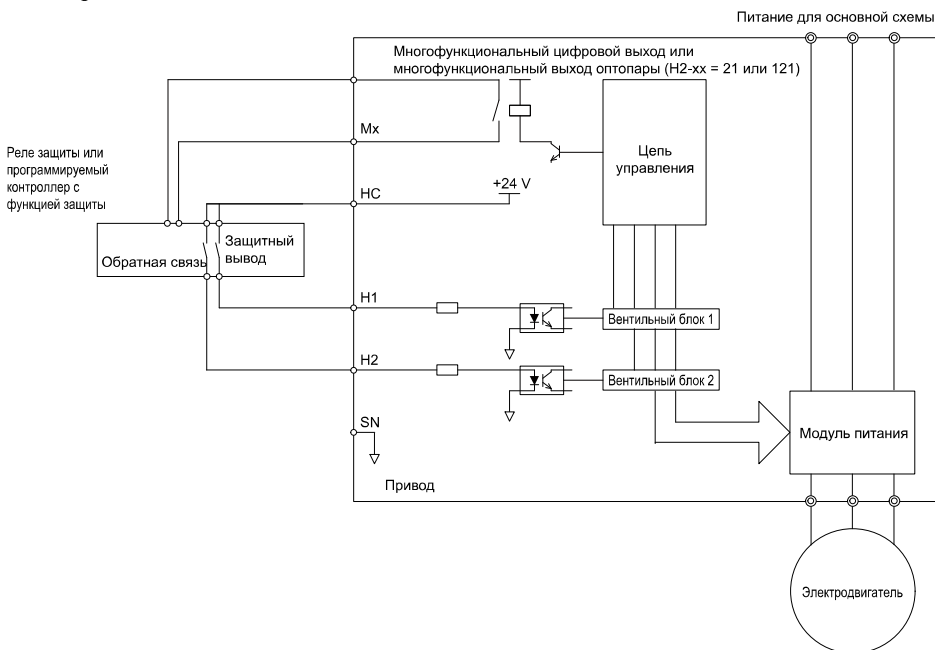 Питание для основной схемы
Многофункциональный цифровой выход или
многофункциональный выход оптопары (H2-xx = 21 или 121)
Mx
Цепь
управления
Реле защиты или
программируемый
контроллер с
функцией защиты
+24 V
HC
Защитный
вывод
Обратная связь
H1
Вентильный блок 1
H2
Вентильный блок 2
SN
Модуль питания
Привод
Электродвигатель